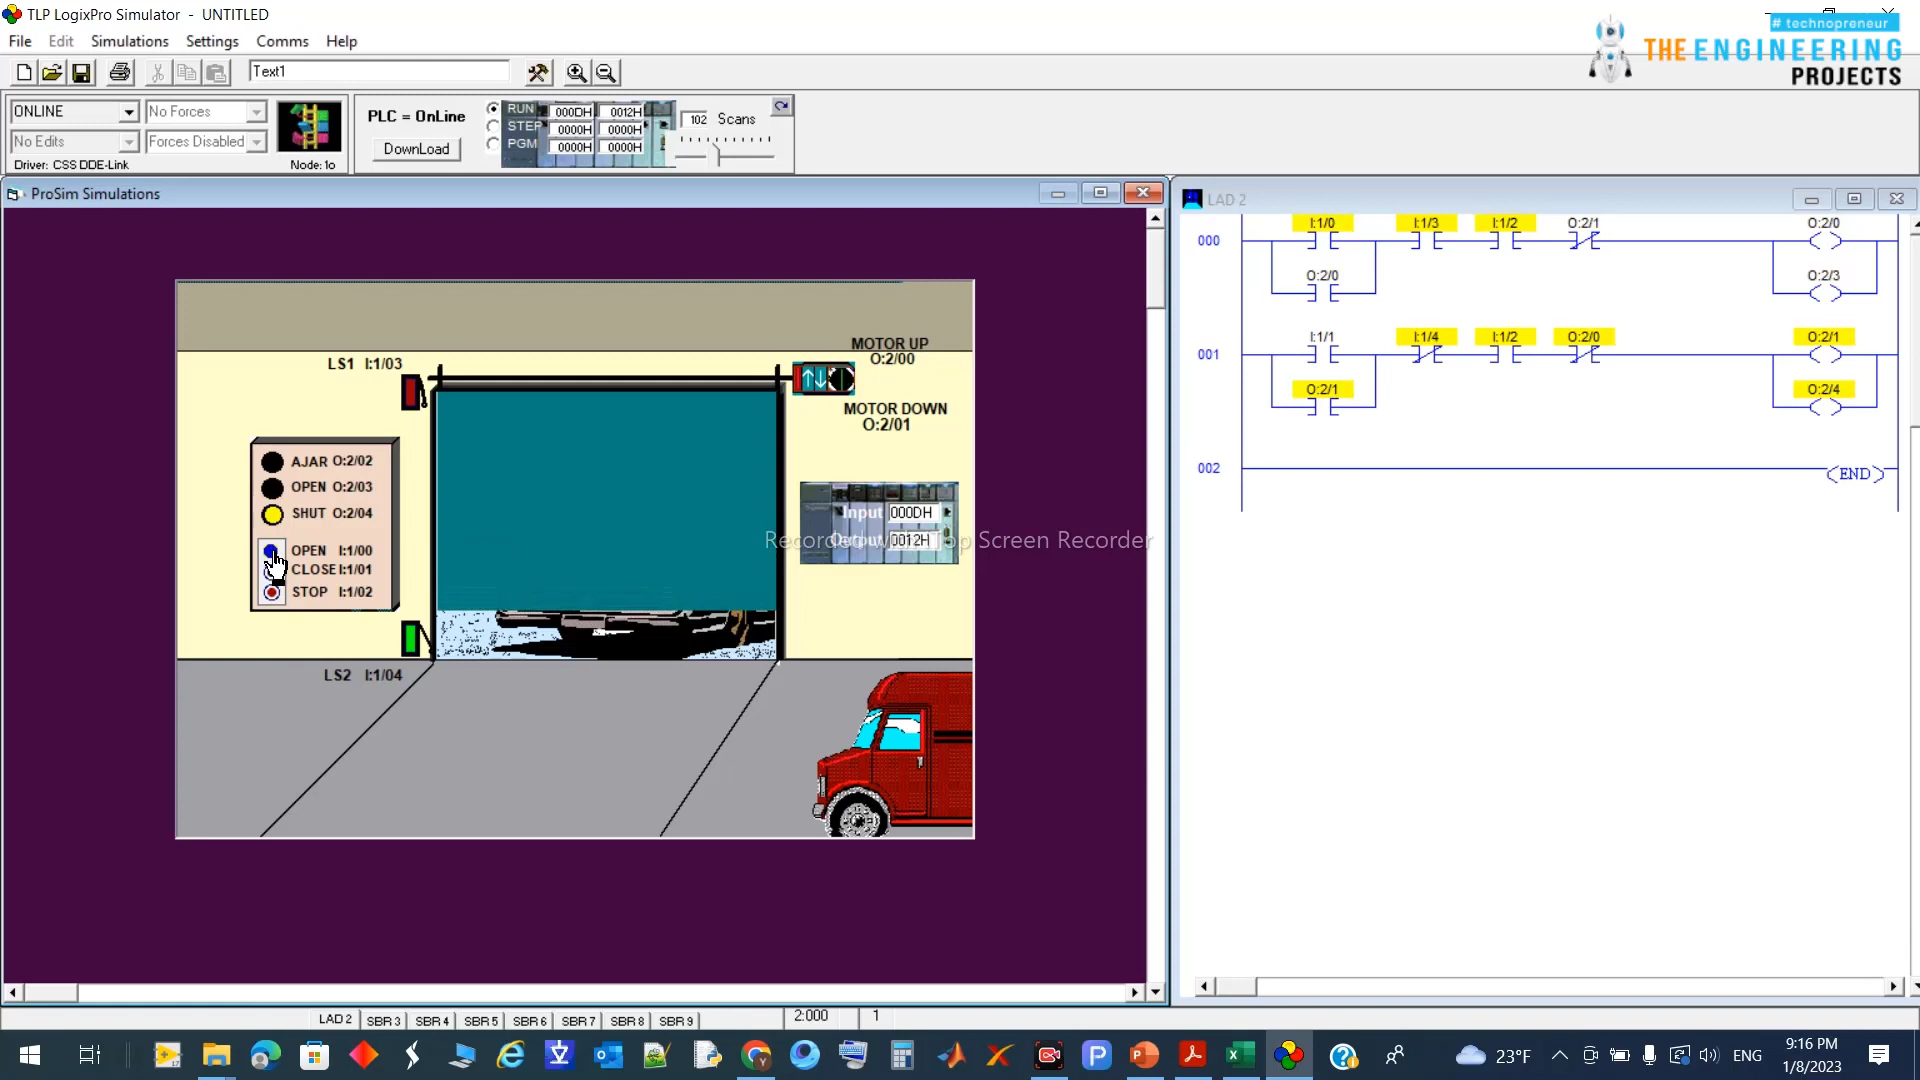 TLP LogixPro Simulator - UNTITLED
# technopreneur
THE ENGINEERING
PROJECTS
File Edit Simulations Settings Comms Help
Text1
ONLINE No Forces
No Edits Forces Disabled
Driver: CSS DDE-Link Node: 1o
PLC = OnLine
DownLoad
RUN 000DH 0012H
STEP 0000H 0000H
PGM 0000H 0000H
102 Scans
ProSim Simulations
LS1 I:1/03
MOTOR UP
O:2/00
MOTOR DOWN
O:2/01
AJAR O:2/02
OPEN O:2/03
SHUT O:2/04
OPEN I:1/00
CLOSE I:1/01
STOP I:1/02
Input 000DH
Output 0012H
LS2 I:1/04
Screen Recorder
LAD 2
I:1/0 I:1/3 I:1/2 O:2/1 O:2/0
000
O:2/0 O:2/3
I:1/1 I:1/4 I:1/2 O:2/0 O:2/1
001
O:2/1 O:2/4
002
END
LAD 2 SBR 3 SBR 4 SBR 5 SBR 6 SBR 7 SBR 8 SBR 9 2:000 1
23°F ENG 9:16 PM
1/8/2023